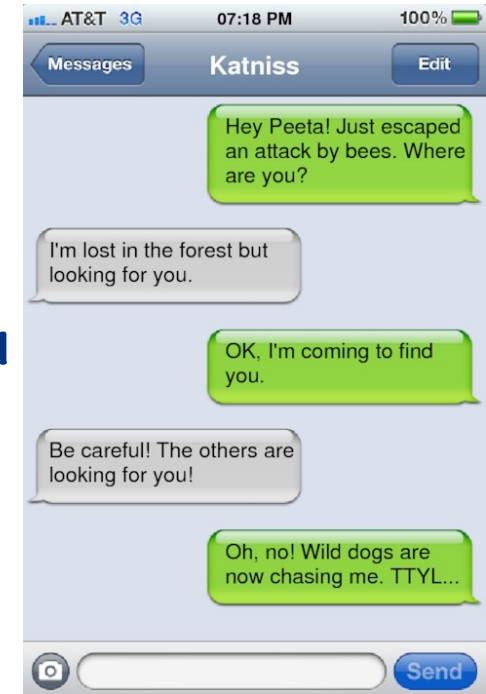 AT&T 3G 07:18 PM 100%
Messages Katniss Edit
Hey Peeta! Just escaped
an attack by bees. Where
are you?
I'm lost in the forest but
looking for you.
OK, I'm coming to find
you.
Be careful! The others are
looking for you!
Oh, no! Wild dogs are
now chasing me. TTYL...
Send